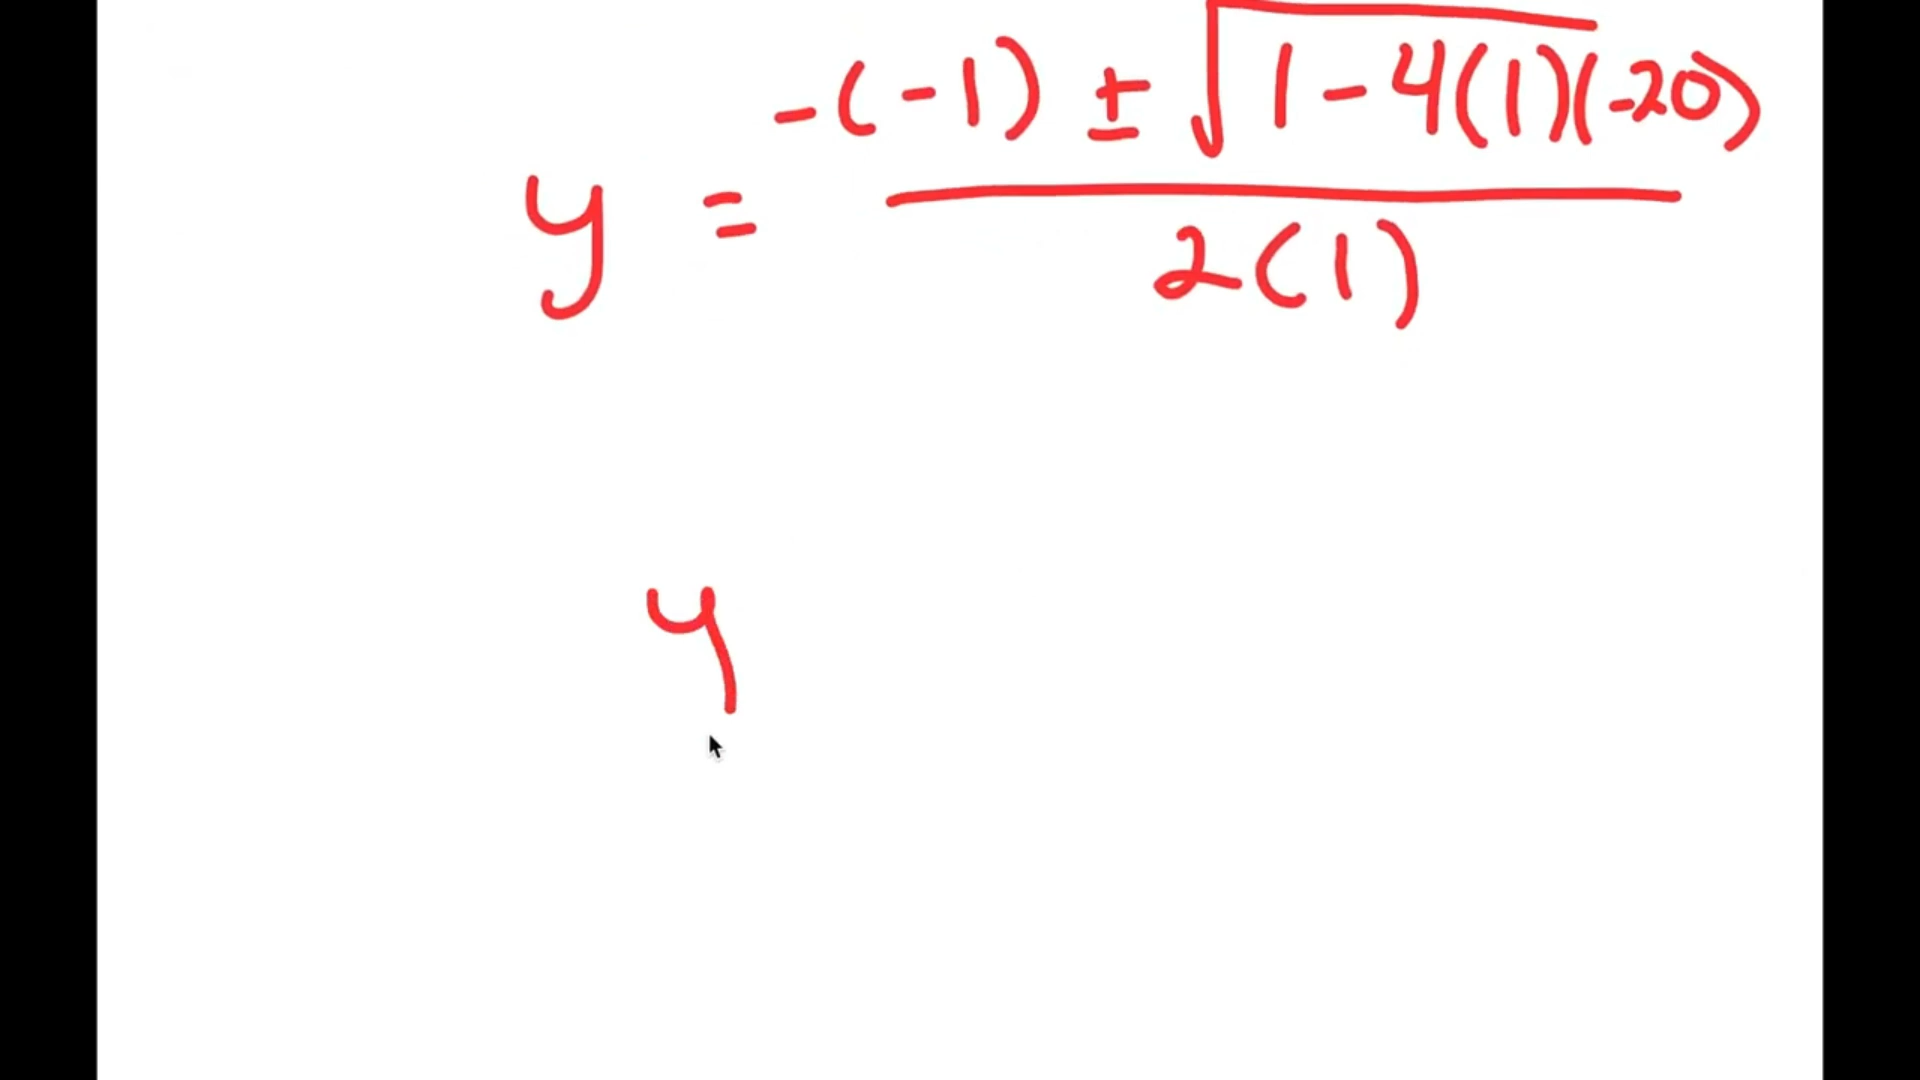 y = -(-1) ± √1-4(1)(-20) / 2(1)
y